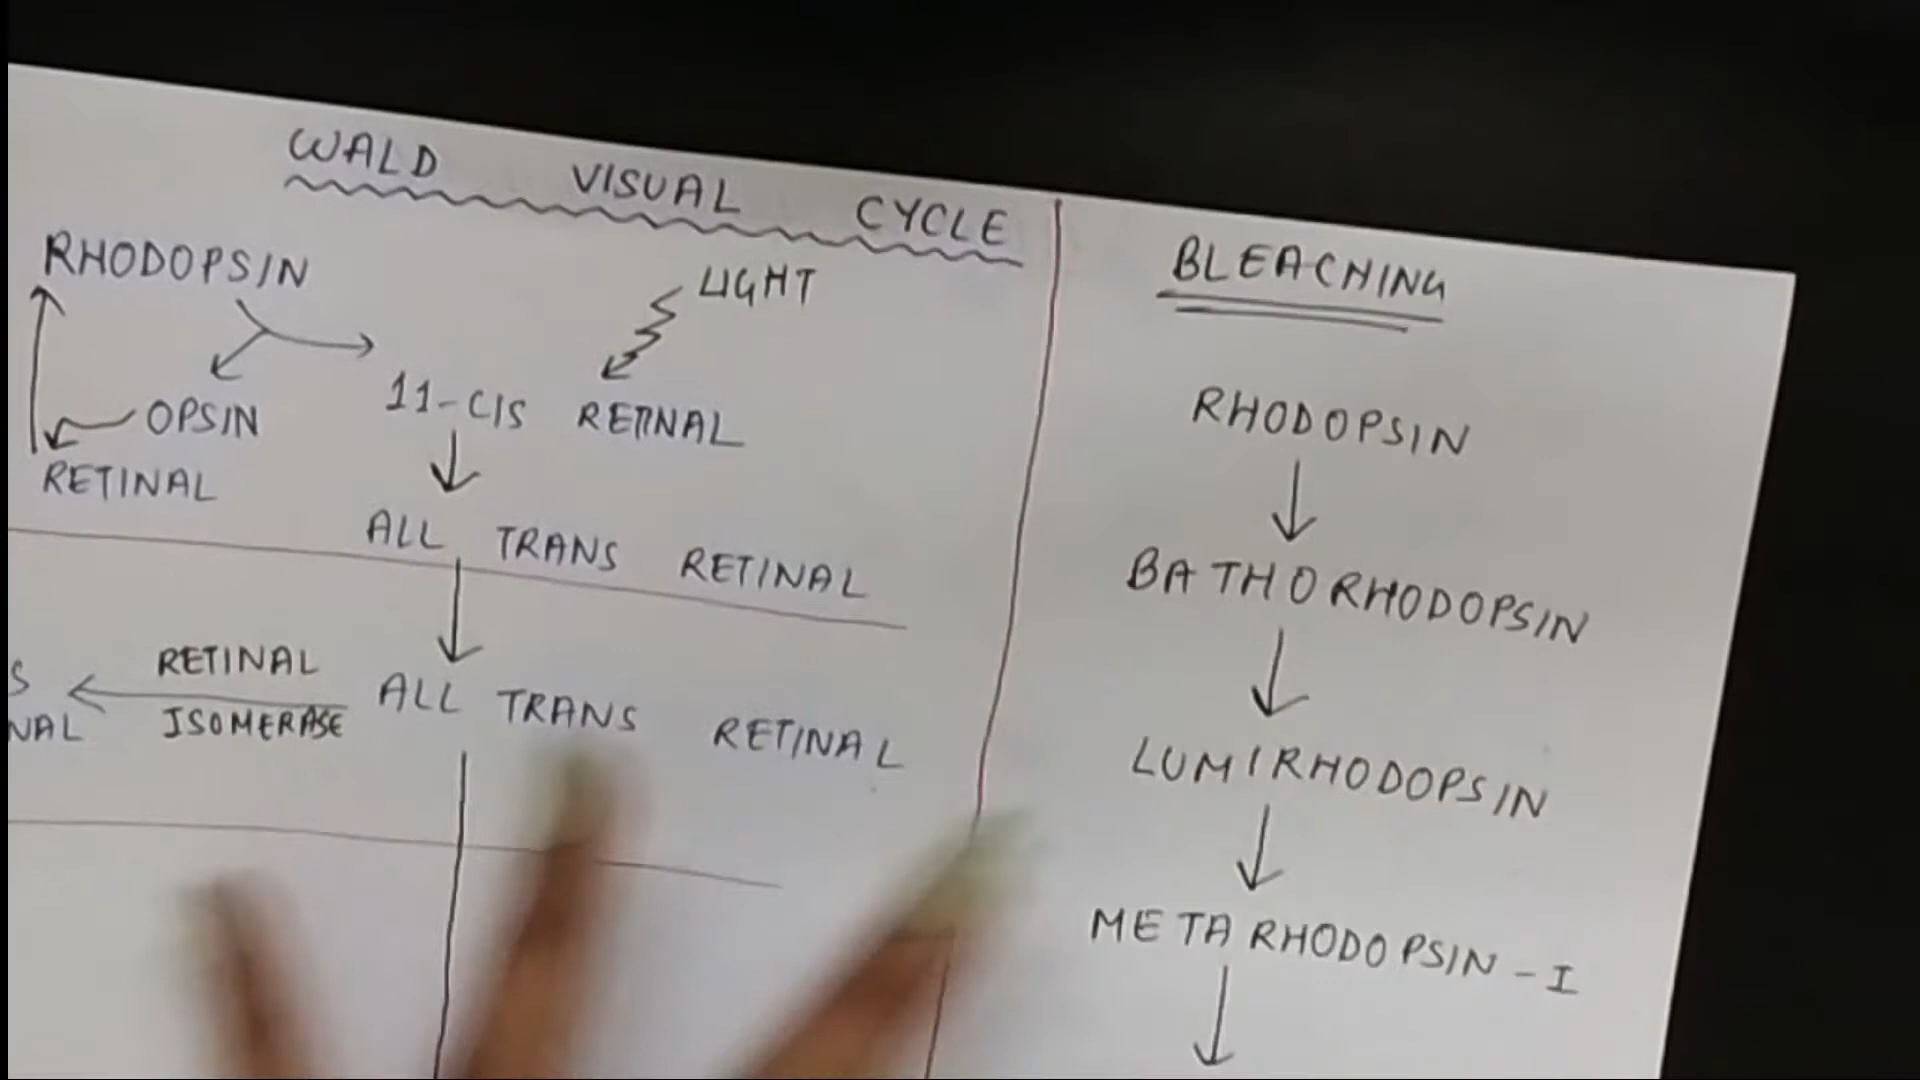 WALD VISUAL CYCLE
RHODOPSIN
LIGHT
11-CIS RETINAL
OPSIN
RETINAL
ALL TRANS RETINAL
RETINAL
ISOMERASE
ALL TRANS RETINAL
S
NAL
BLEACHING
RHODOPSIN
BATHORHODOPSIN
LUMIRHODOPSIN
METARHODOPSIN-I